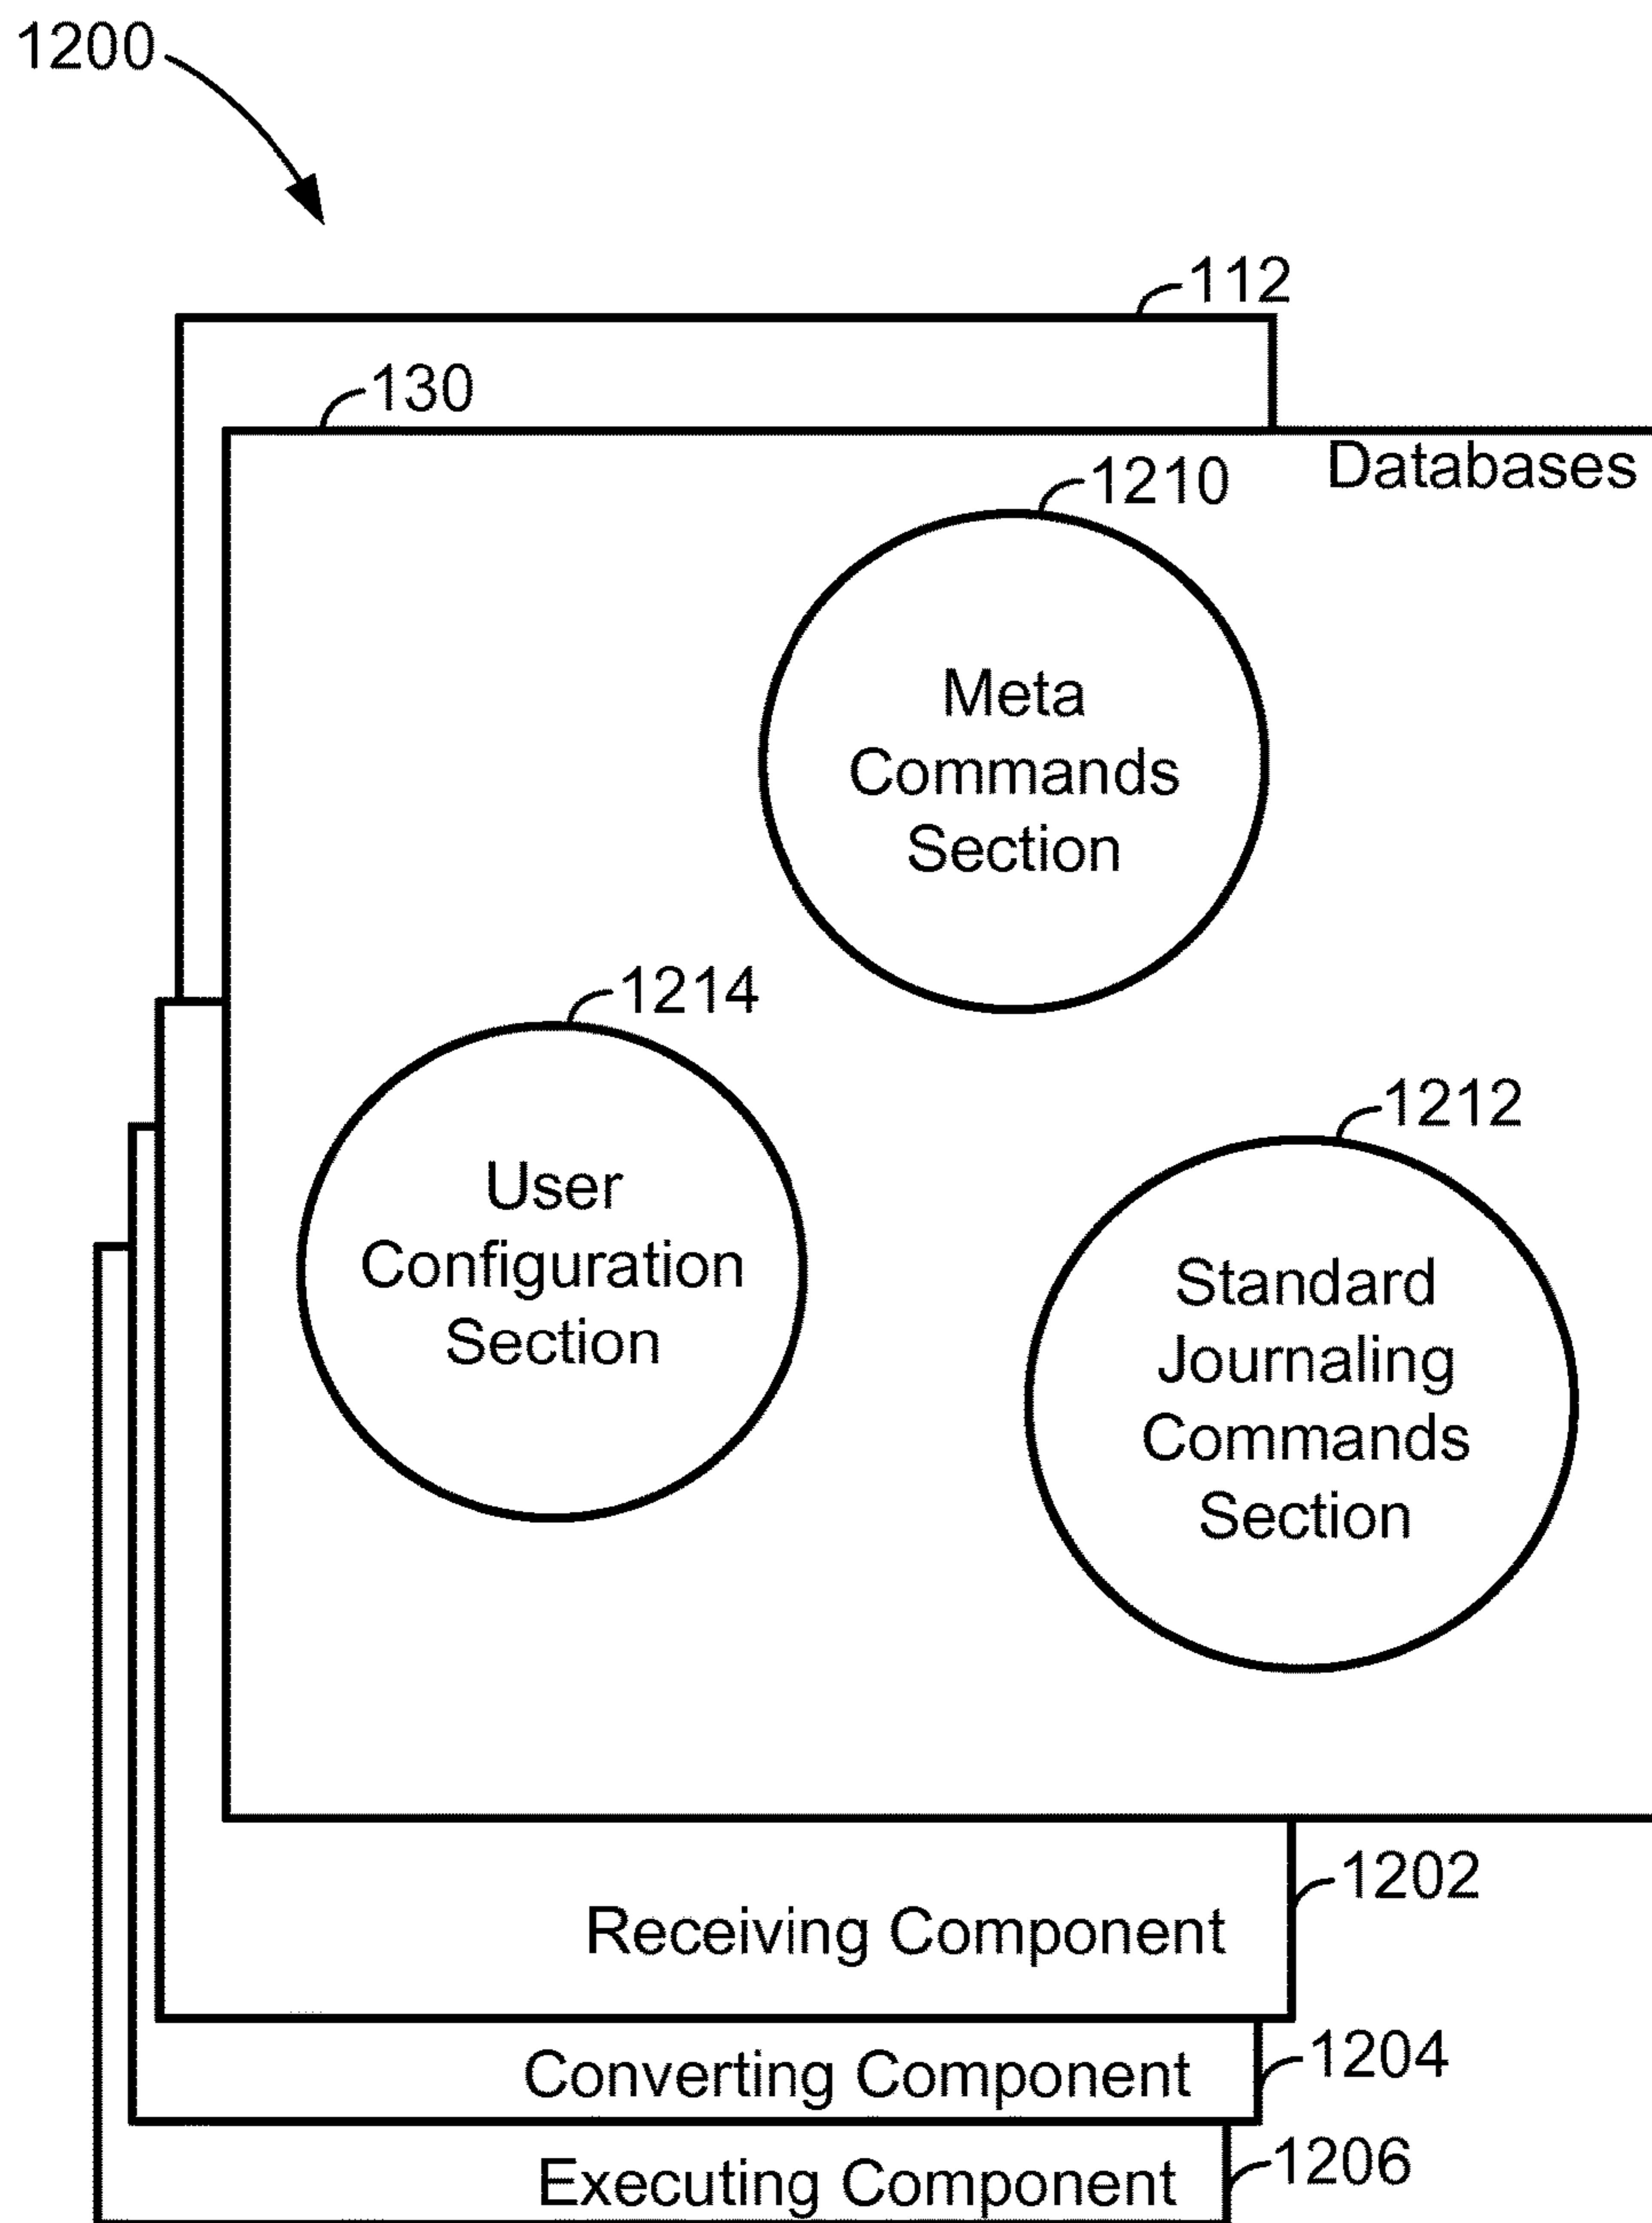 1200
112
130
Databases
1210
Meta
Commands
Section
1214
User
Configuration
Section
1212
Standard
Journaling
Commands
Section
1202
Receiving Component
1204
Converting Component
1206
Executing Component